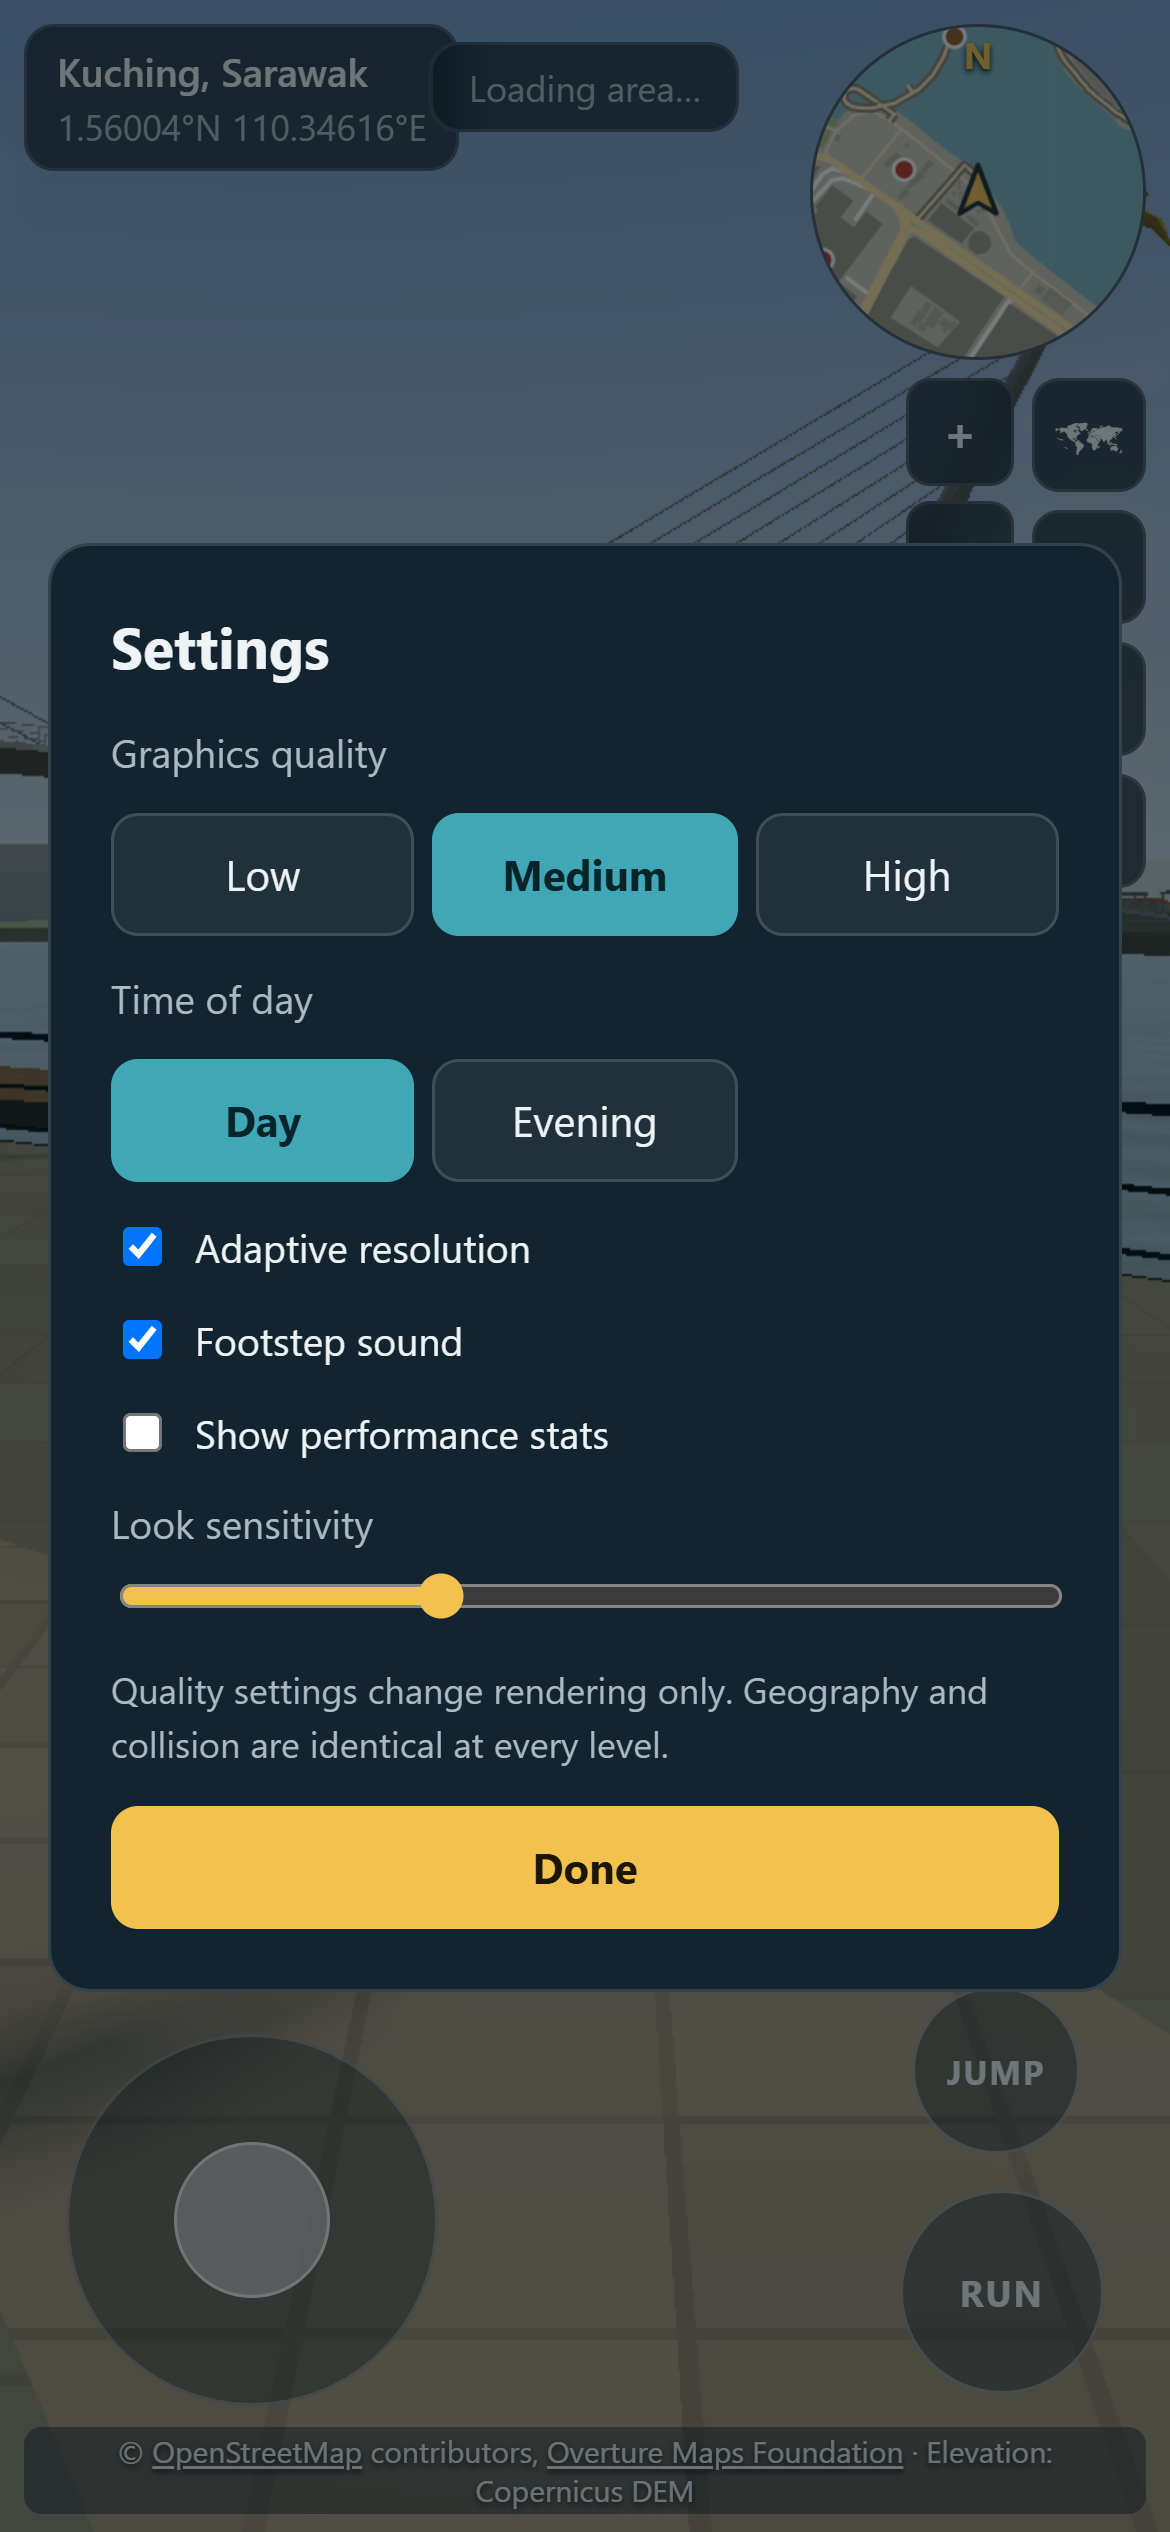 Kuching, Sarawak
1.56004°N 110.34616°E
Loading area...
N
+
Settings
Graphics quality
Low
Medium
High
Time of day
Day
Evening
Adaptive resolution
Footstep sound
Show performance stats
Look sensitivity
Quality settings change rendering only. Geography and
collision are identical at every level.
Done
JUMP
RUN
© OpenStreetMap contributors, Overture Maps Foundation · Elevation:
Copernicus DEM